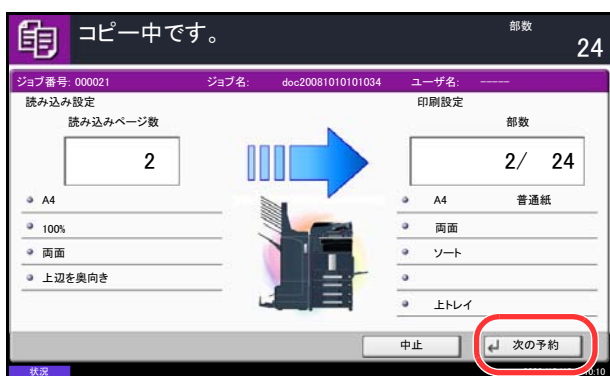 コピー中です。
部数
24
ジョブ番号: 000021 ジョブ名: doc20081010101034 ユーザ名: -----
読み込み設定 印刷設定
読み込みページ数 部数
2 2/ 24
A4 A4 普通紙
100% 両面
両面 ソート
上辺を奥向き
上トレイ
中止 次の予約
状況 10:10